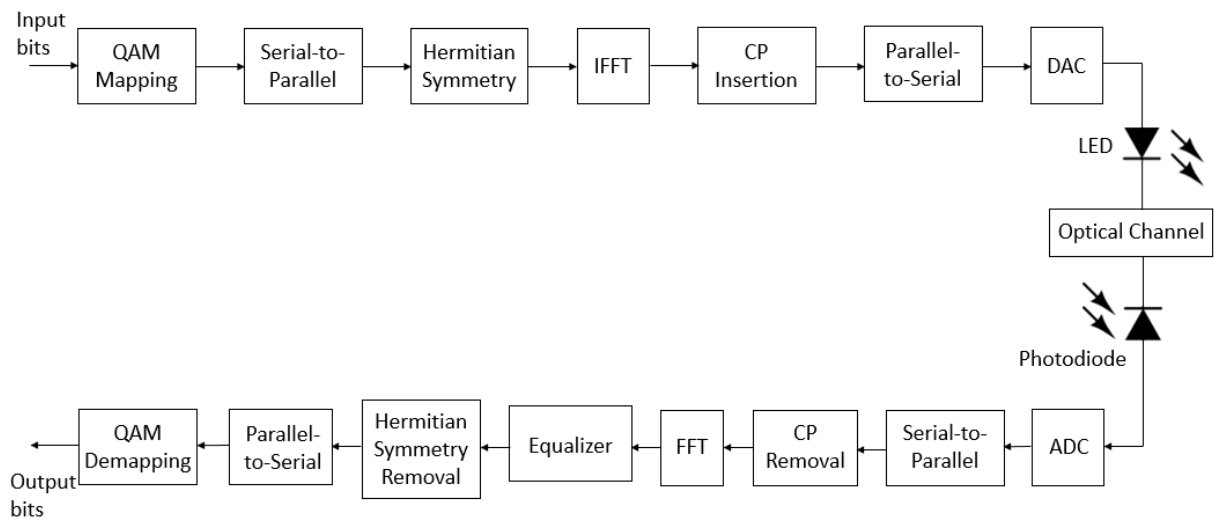 Input
bits
QAM
Mapping
Serial-to-
Parallel
Hermitian
Symmetry
IFFT
CP
Insertion
Parallel-
to-Serial
DAC
LED
Optical Channel
Photodiode
ADC
Serial-to-
Parallel
CP
Removal
FFT
Equalizer
Hermitian
Symmetry
Removal
Parallel-
to-Serial
QAM
Demapping
Output
bits